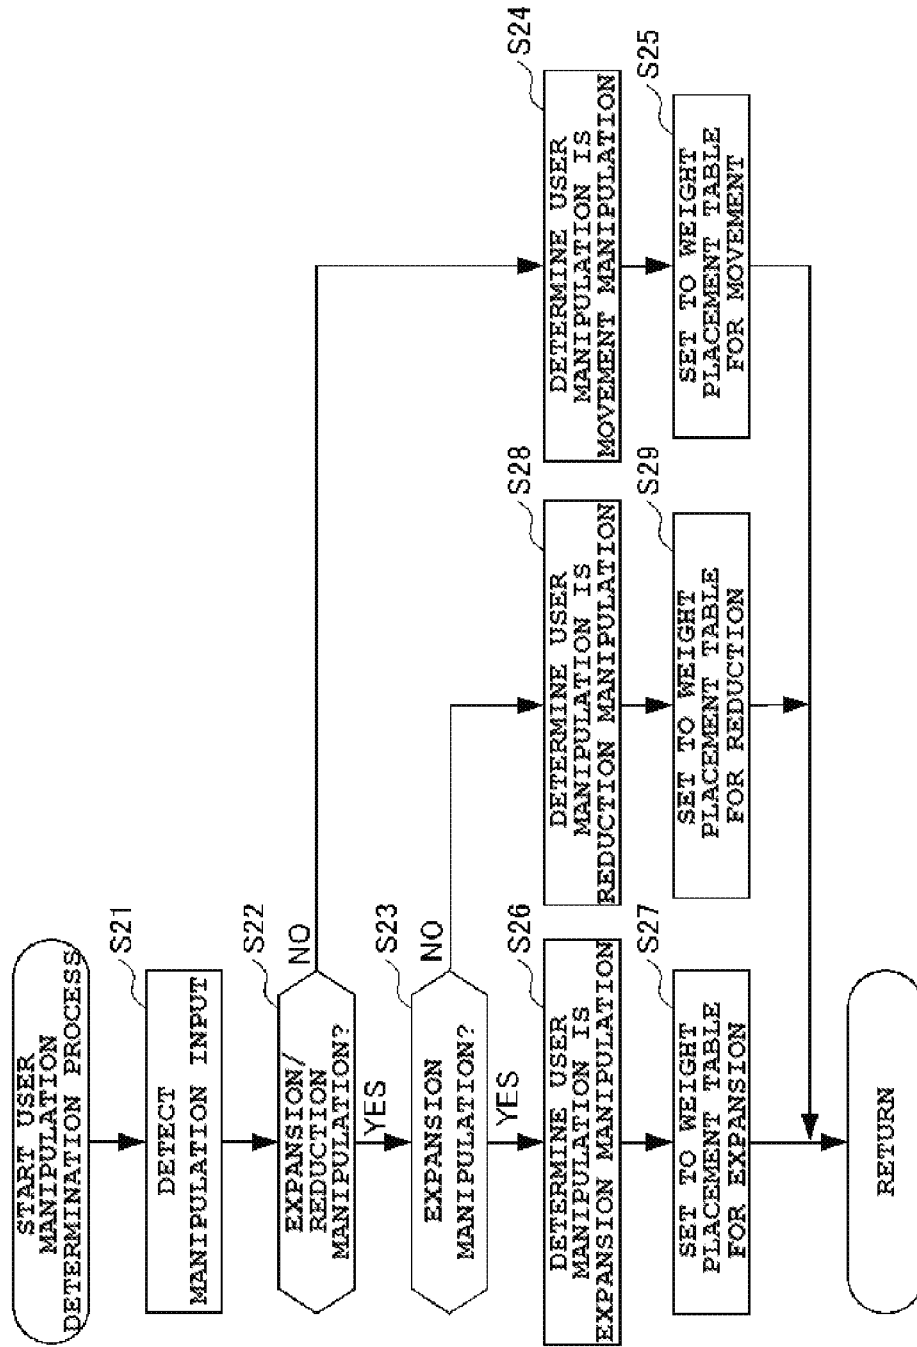 START USER
MANIPULATION
DETERMINATION PROCESS
S21
DETECT
MANIPULATION INPUT
S22
EXPANSION/
REDUCTION
MANIPULATION?
NO
YES
S23
EXPANSION
MANIPULATION?
NO
YES
S26
DETERMINE USER
MANIPULATION IS
EXPANSION MANIPULATION
S28
DETERMINE USER
MANIPULATION IS
REDUCTION MANIPULATION
S24
DETERMINE USER
MANIPULATION IS
MOVEMENT MANIPULATION
S27
SET TO WEIGHT
PLACEMENT TABLE
FOR EXPANSION
S29
SET TO WEIGHT
PLACEMENT TABLE
FOR REDUCTION
S25
SET TO WEIGHT
PLACEMENT TABLE
FOR MOVEMENT
RETURN